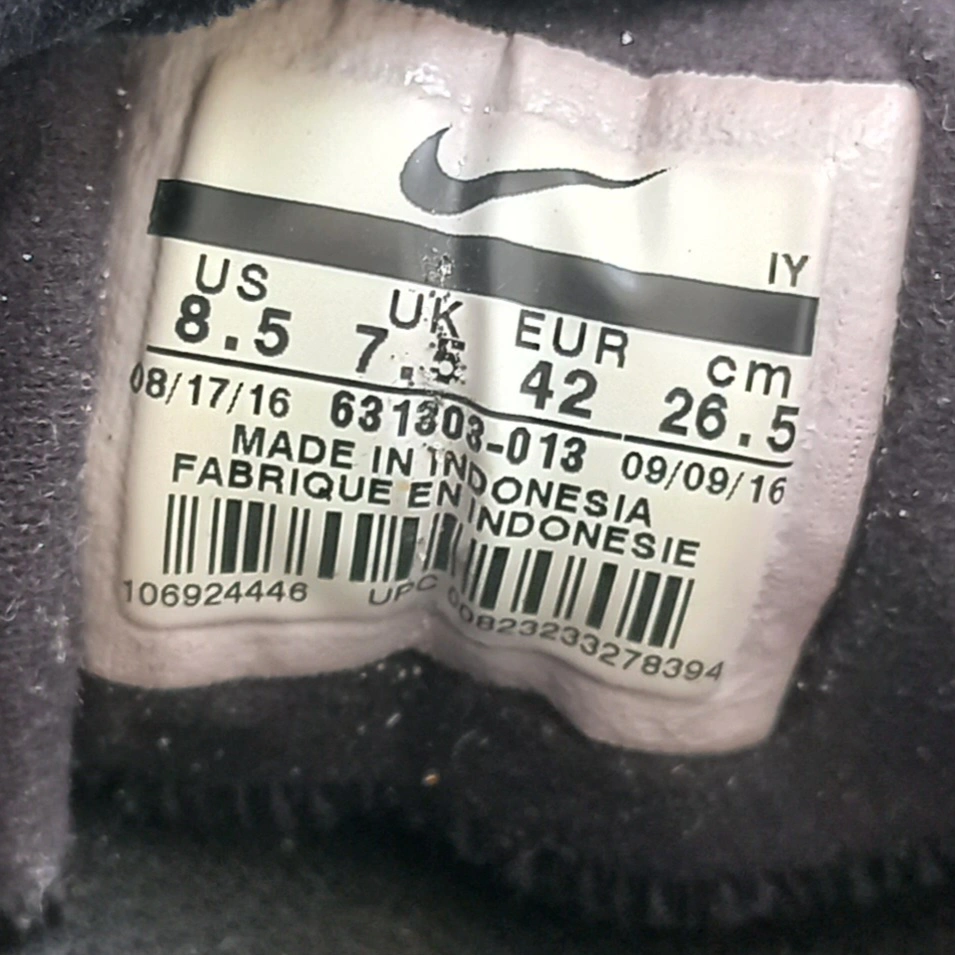 IY
US UK EUR cm
8.5 7.5 42 26.5
08/17/16 631303-013 09/09/16
MADE IN INDONESIA
FABRIQUE EN INDONESIE
106924446 UPC 00823233278394